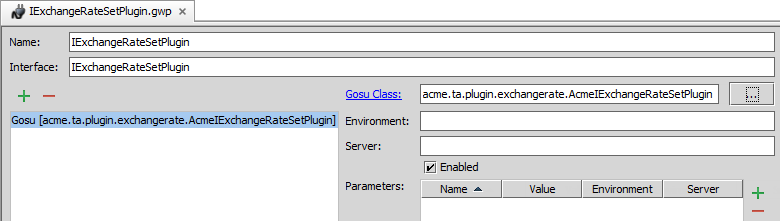 IExchangeRateSetPlugin.gwp
Name: IExchangeRateSetPlugin
Interface: IExchangeRateSetPlugin
Gosu Class: acme.ta.plugin.exchangerate.AcmeIExchangeRateSetPlugin ...
Gosu [acme.ta.plugin.exchangerate.AcmeIExchangeRateSetPlugin]
Environment:
Server:
Enabled
Parameters: Name Value Environment Server